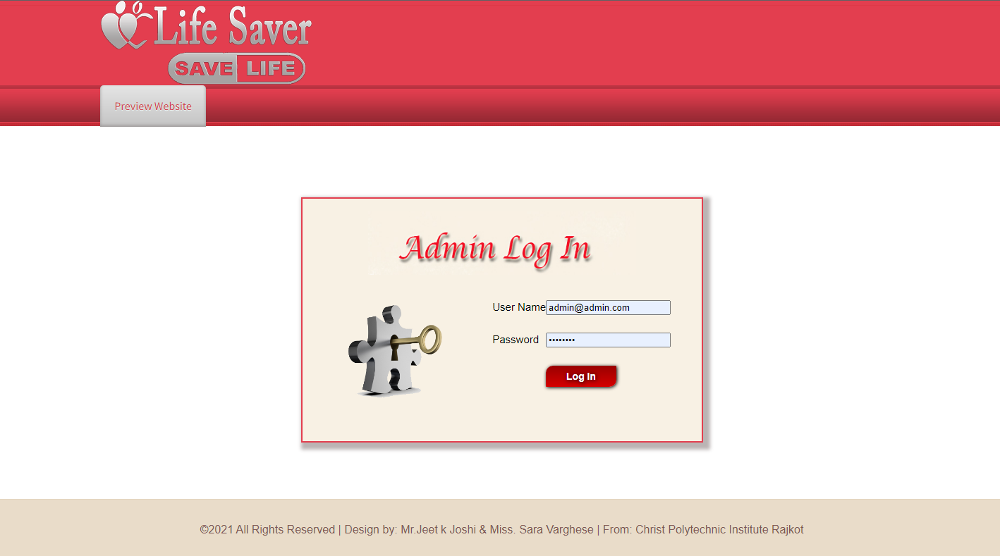 Life Saver
SAVE LIFE
Preview Website
Admin Log In
User Name admin@admin.com
Password ••••••••
Log In
©2021 All Rights Reserved | Design by: Mr.Jeet k Joshi & Miss. Sara Varghese | From: Christ Polytechnic Institute Rajkot